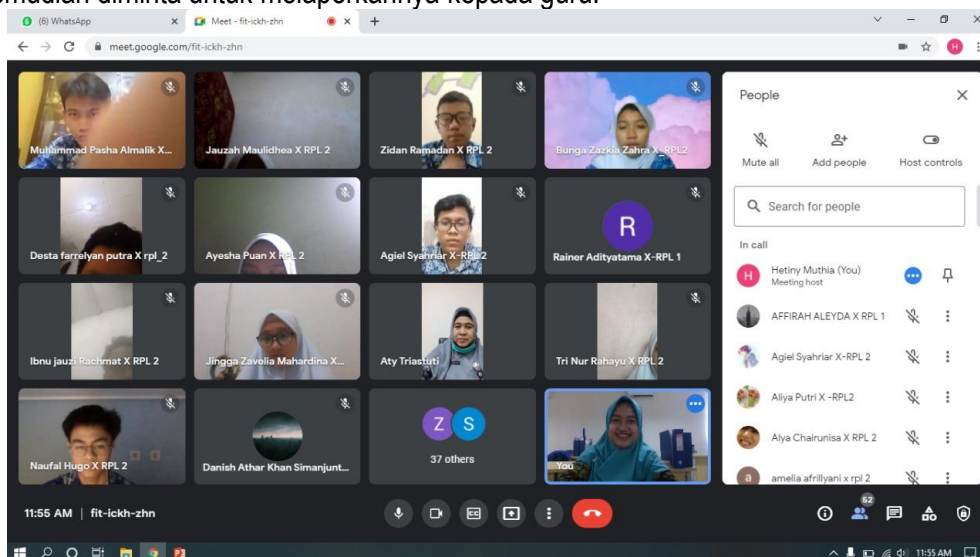 (6) WhatsApp
Meet - fit-ickh-zhn
meet.google.com/fit-ickh-zhn
H
Muhammad Pasha Almalik X...
Jauzah Maulidhea X RPL 2
Zidan Ramadan X RPL 2
Bunga Zazkia Zahra X_RPL2
Desta farrelyan putra X rpl_2
Ayesha Puan X RPL 2
Agiel Syahriar X-RPL 2
R
Rainer Adityatama X-RPL 1
Ibnu jauzi Rachmat X RPL 2
Jingga Zavelia Mahardina X...
Aty Triastuti
Tri Nur Rahayu X RPL 2
Naufal Hugo X RPL 2
Danish Athar Khan Simanjunt...
Z S
37 others
You
People
Mute all Add people Host controls
Search for people
In call
H
Hetiny Muthia (You)
Meeting host
AFFIRAH ALEYDA X RPL 1
Agiel Syahriar X-RPL 2
Aliya Putri X -RPL2
Alya Chairunisa X RPL 2
a
amelia afrillyani x rpl 2
11:55 AM | fit-ickh-zhn
52
11:55 AM